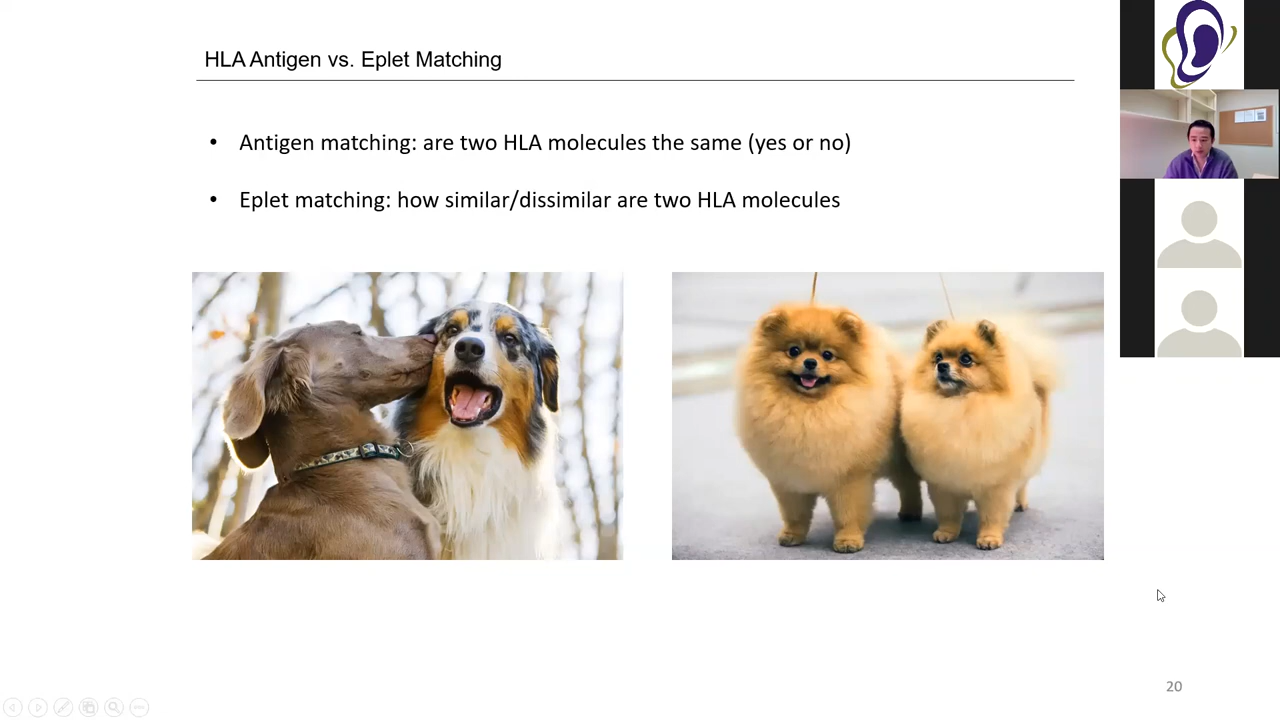 HLA Antigen vs. Eplet Matching
• Antigen matching: are two HLA molecules the same (yes or no)
• Eplet matching: how similar/dissimilar are two HLA molecules
20